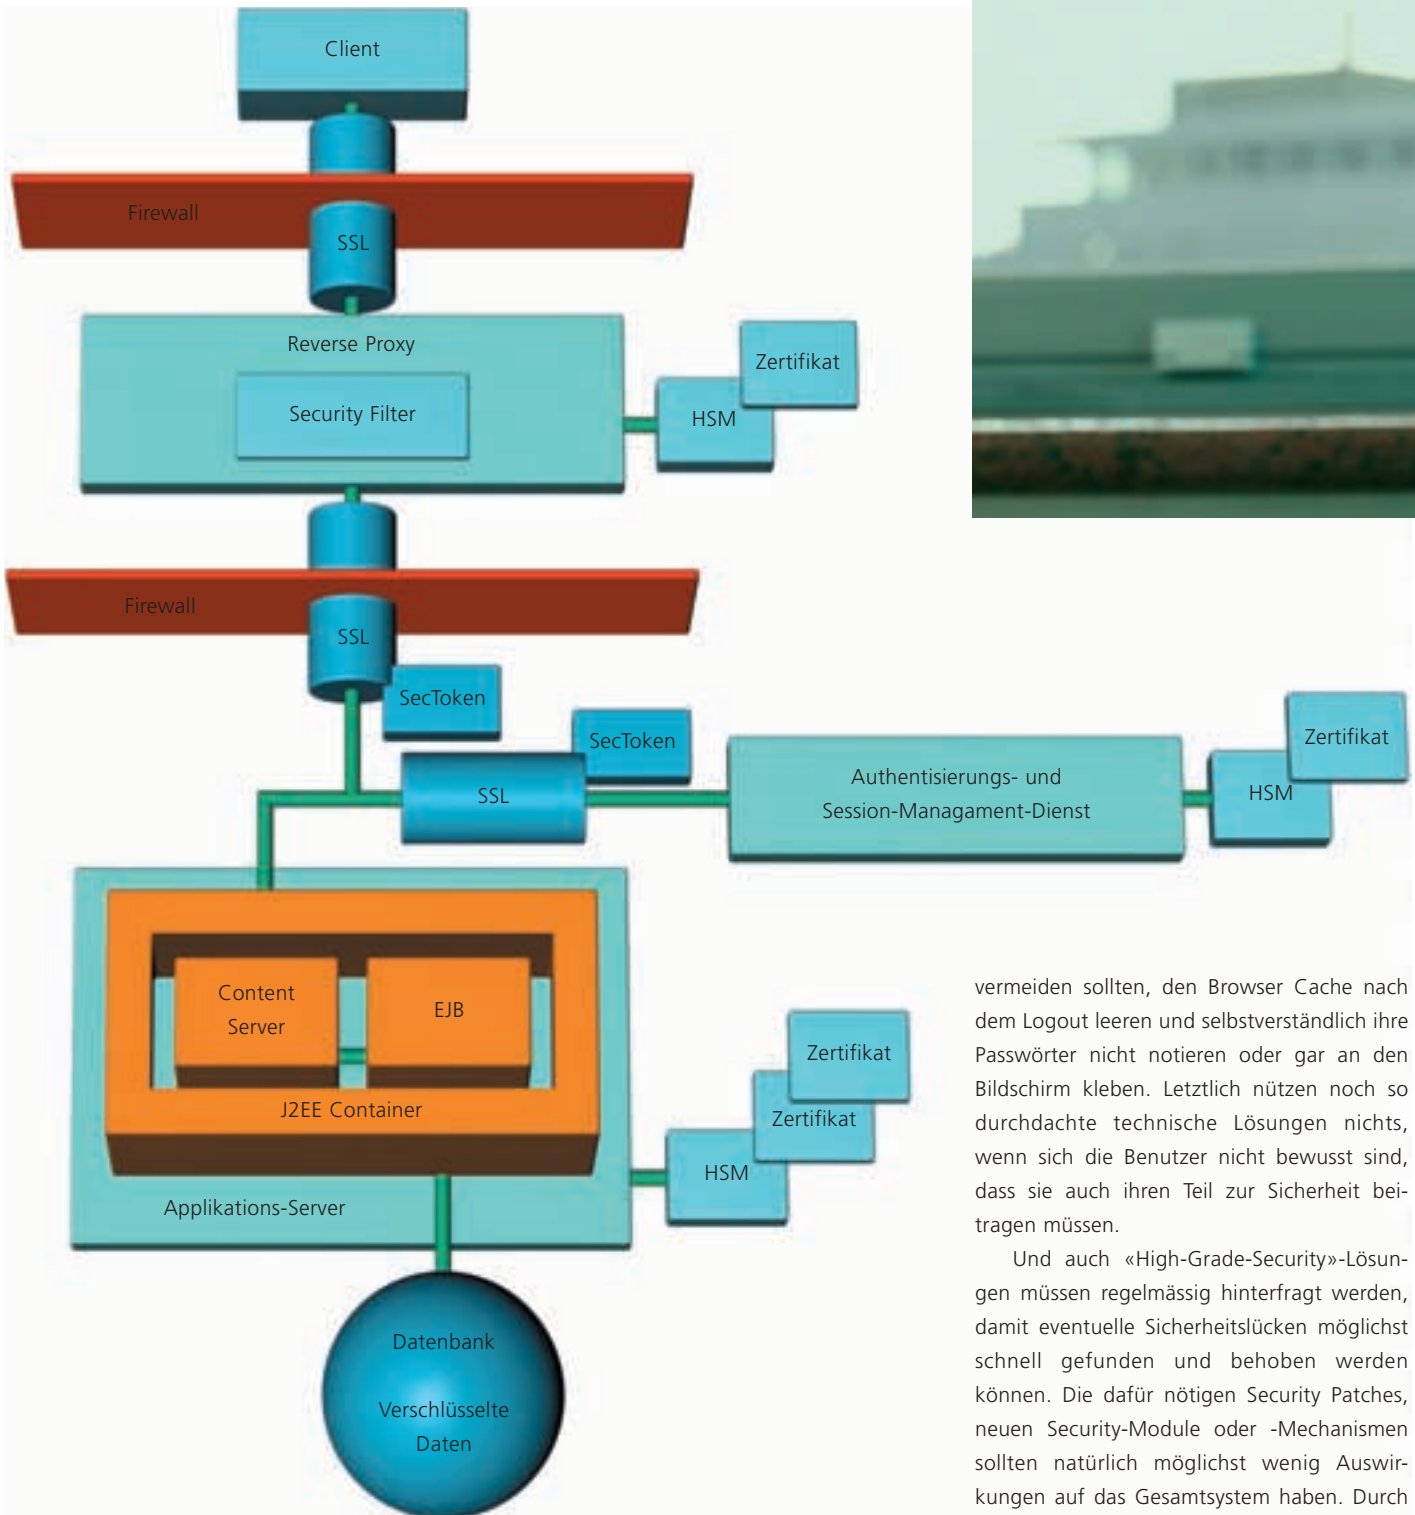 Client
Firewall
SSL
Reverse Proxy
Security Filter
HSM
Zertifikat
Firewall
SSL
SecToken
SecToken
SSL
Authentisierungs- und
Session-Managament-Dienst
HSM
Zertifikat
Content
Server
EJB
J2EE Container
Applikations-Server
HSM
Zertifikat
Zertifikat
Datenbank
Verschlüsselte
Daten
vermeiden sollten, den Browser Cache nach
dem Logout leeren und selbstverständlich ihre
Passwörter nicht notieren oder gar an den
Bildschirm kleben. Letztlich nützen noch so
durchdachte technische Lösungen nichts,
wenn sich die Benutzer nicht bewusst sind,
dass sie auch ihren Teil zur Sicherheit bei-
tragen müssen.
Und auch «High-Grade-Security»-Lösun-
gen müssen regelmässig hinterfragt werden,
damit eventuelle Sicherheitslücken möglichst
schnell gefunden und behoben werden
können. Die dafür nötigen Security Patches,
neuen Security-Module oder -Mechanismen
sollten natürlich möglichst wenig Auswir-
kungen auf das Gesamtsystem haben. Durch